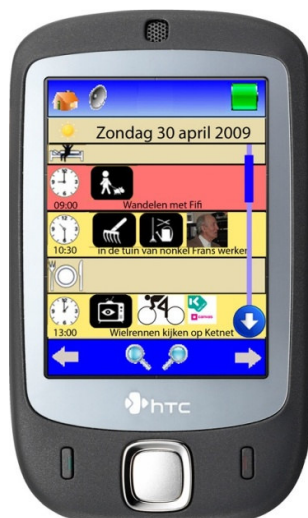 Zondag 30 april 2009
09:00
Wandelen met Fifi
10:30
in de tuin van nonkel Frans werken
13:00
Wielrennen kijken op Ketnet
hTC